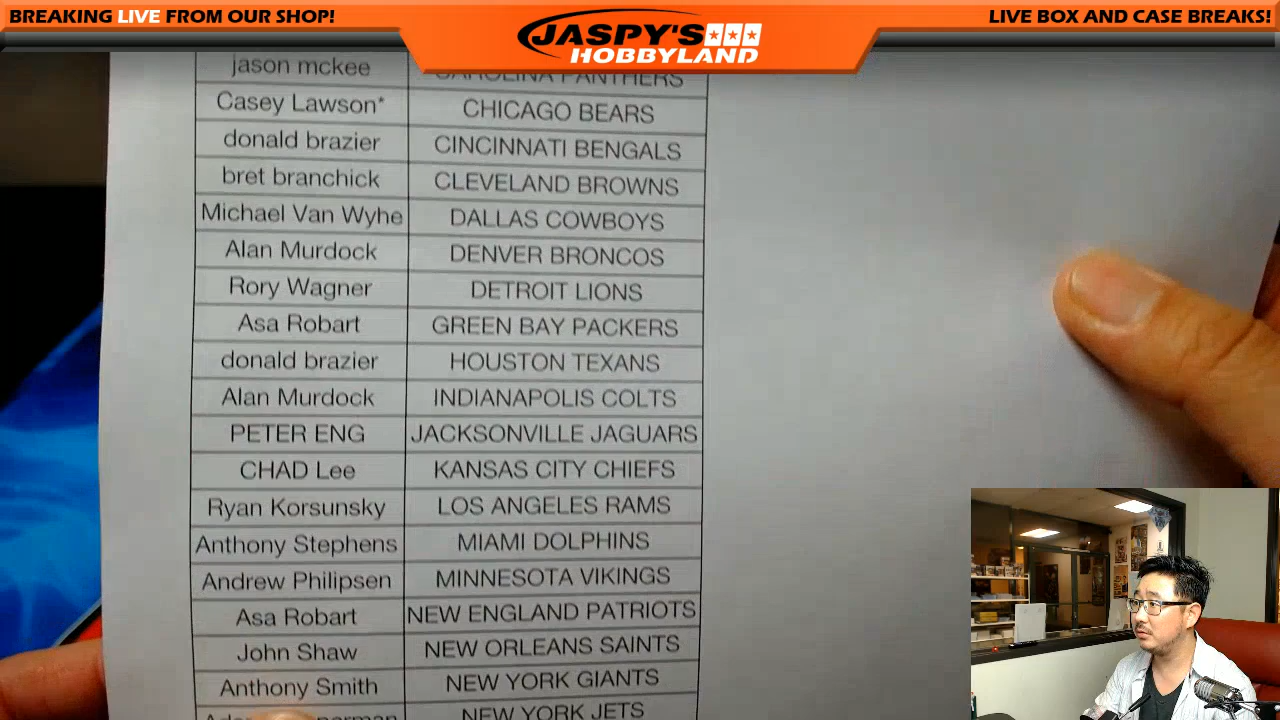 BREAKING LIVE FROM OUR SHOP!
JASPY'S
HOBBYLAND
LIVE BOX AND CASE BREAKS!
jason mckee CAROLINA PANTHERS
Casey Lawson* CHICAGO BEARS
donald brazier CINCINNATI BENGALS
bret branchick CLEVELAND BROWNS
Michael Van Wyhe DALLAS COWBOYS
Alan Murdock DENVER BRONCOS
Rory Wagner DETROIT LIONS
Asa Robart GREEN BAY PACKERS
donald brazier HOUSTON TEXANS
Alan Murdock INDIANAPOLIS COLTS
PETER ENG JACKSONVILLE JAGUARS
CHAD Lee KANSAS CITY CHIEFS
Ryan Korsunsky LOS ANGELES RAMS
Anthony Stephens MIAMI DOLPHINS
Andrew Philipsen MINNESOTA VIKINGS
Asa Robart NEW ENGLAND PATRIOTS
John Shaw NEW ORLEANS SAINTS
Anthony Smith NEW YORK GIANTS
NEW YORK JETS